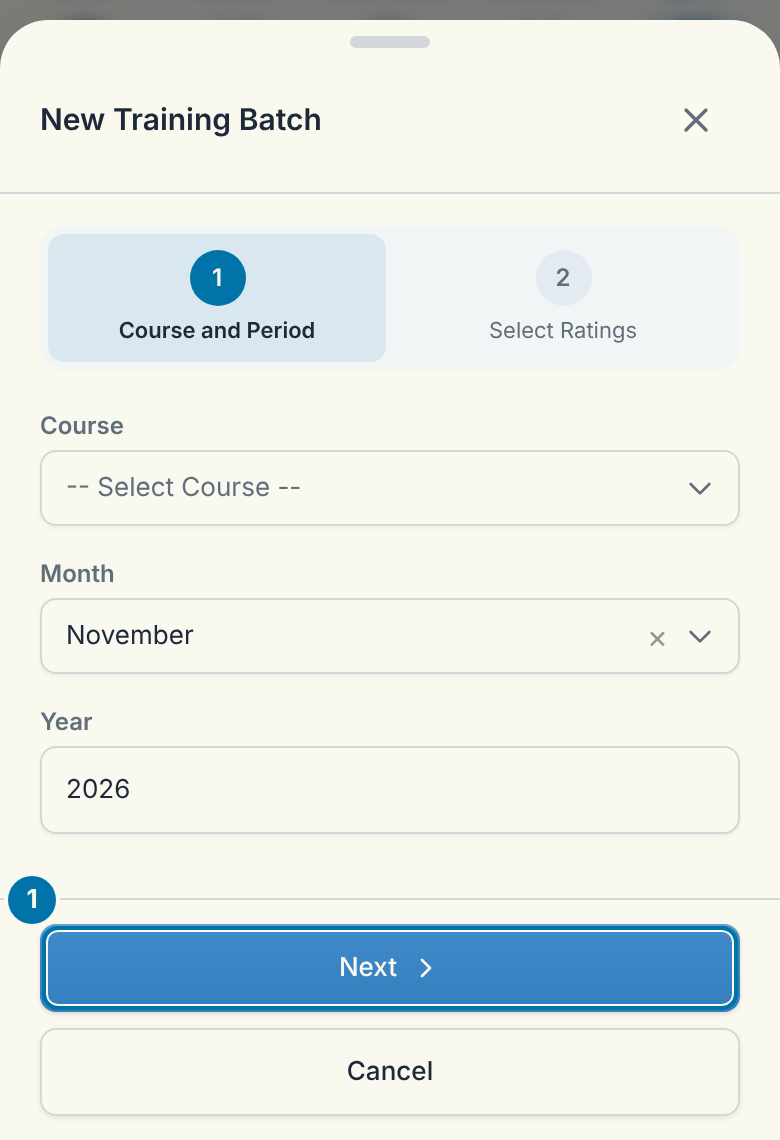 New Training Batch
1
Course and Period
2
Select Ratings
Course
-- Select Course --
Month
November
Year
2026
1
Next
Cancel